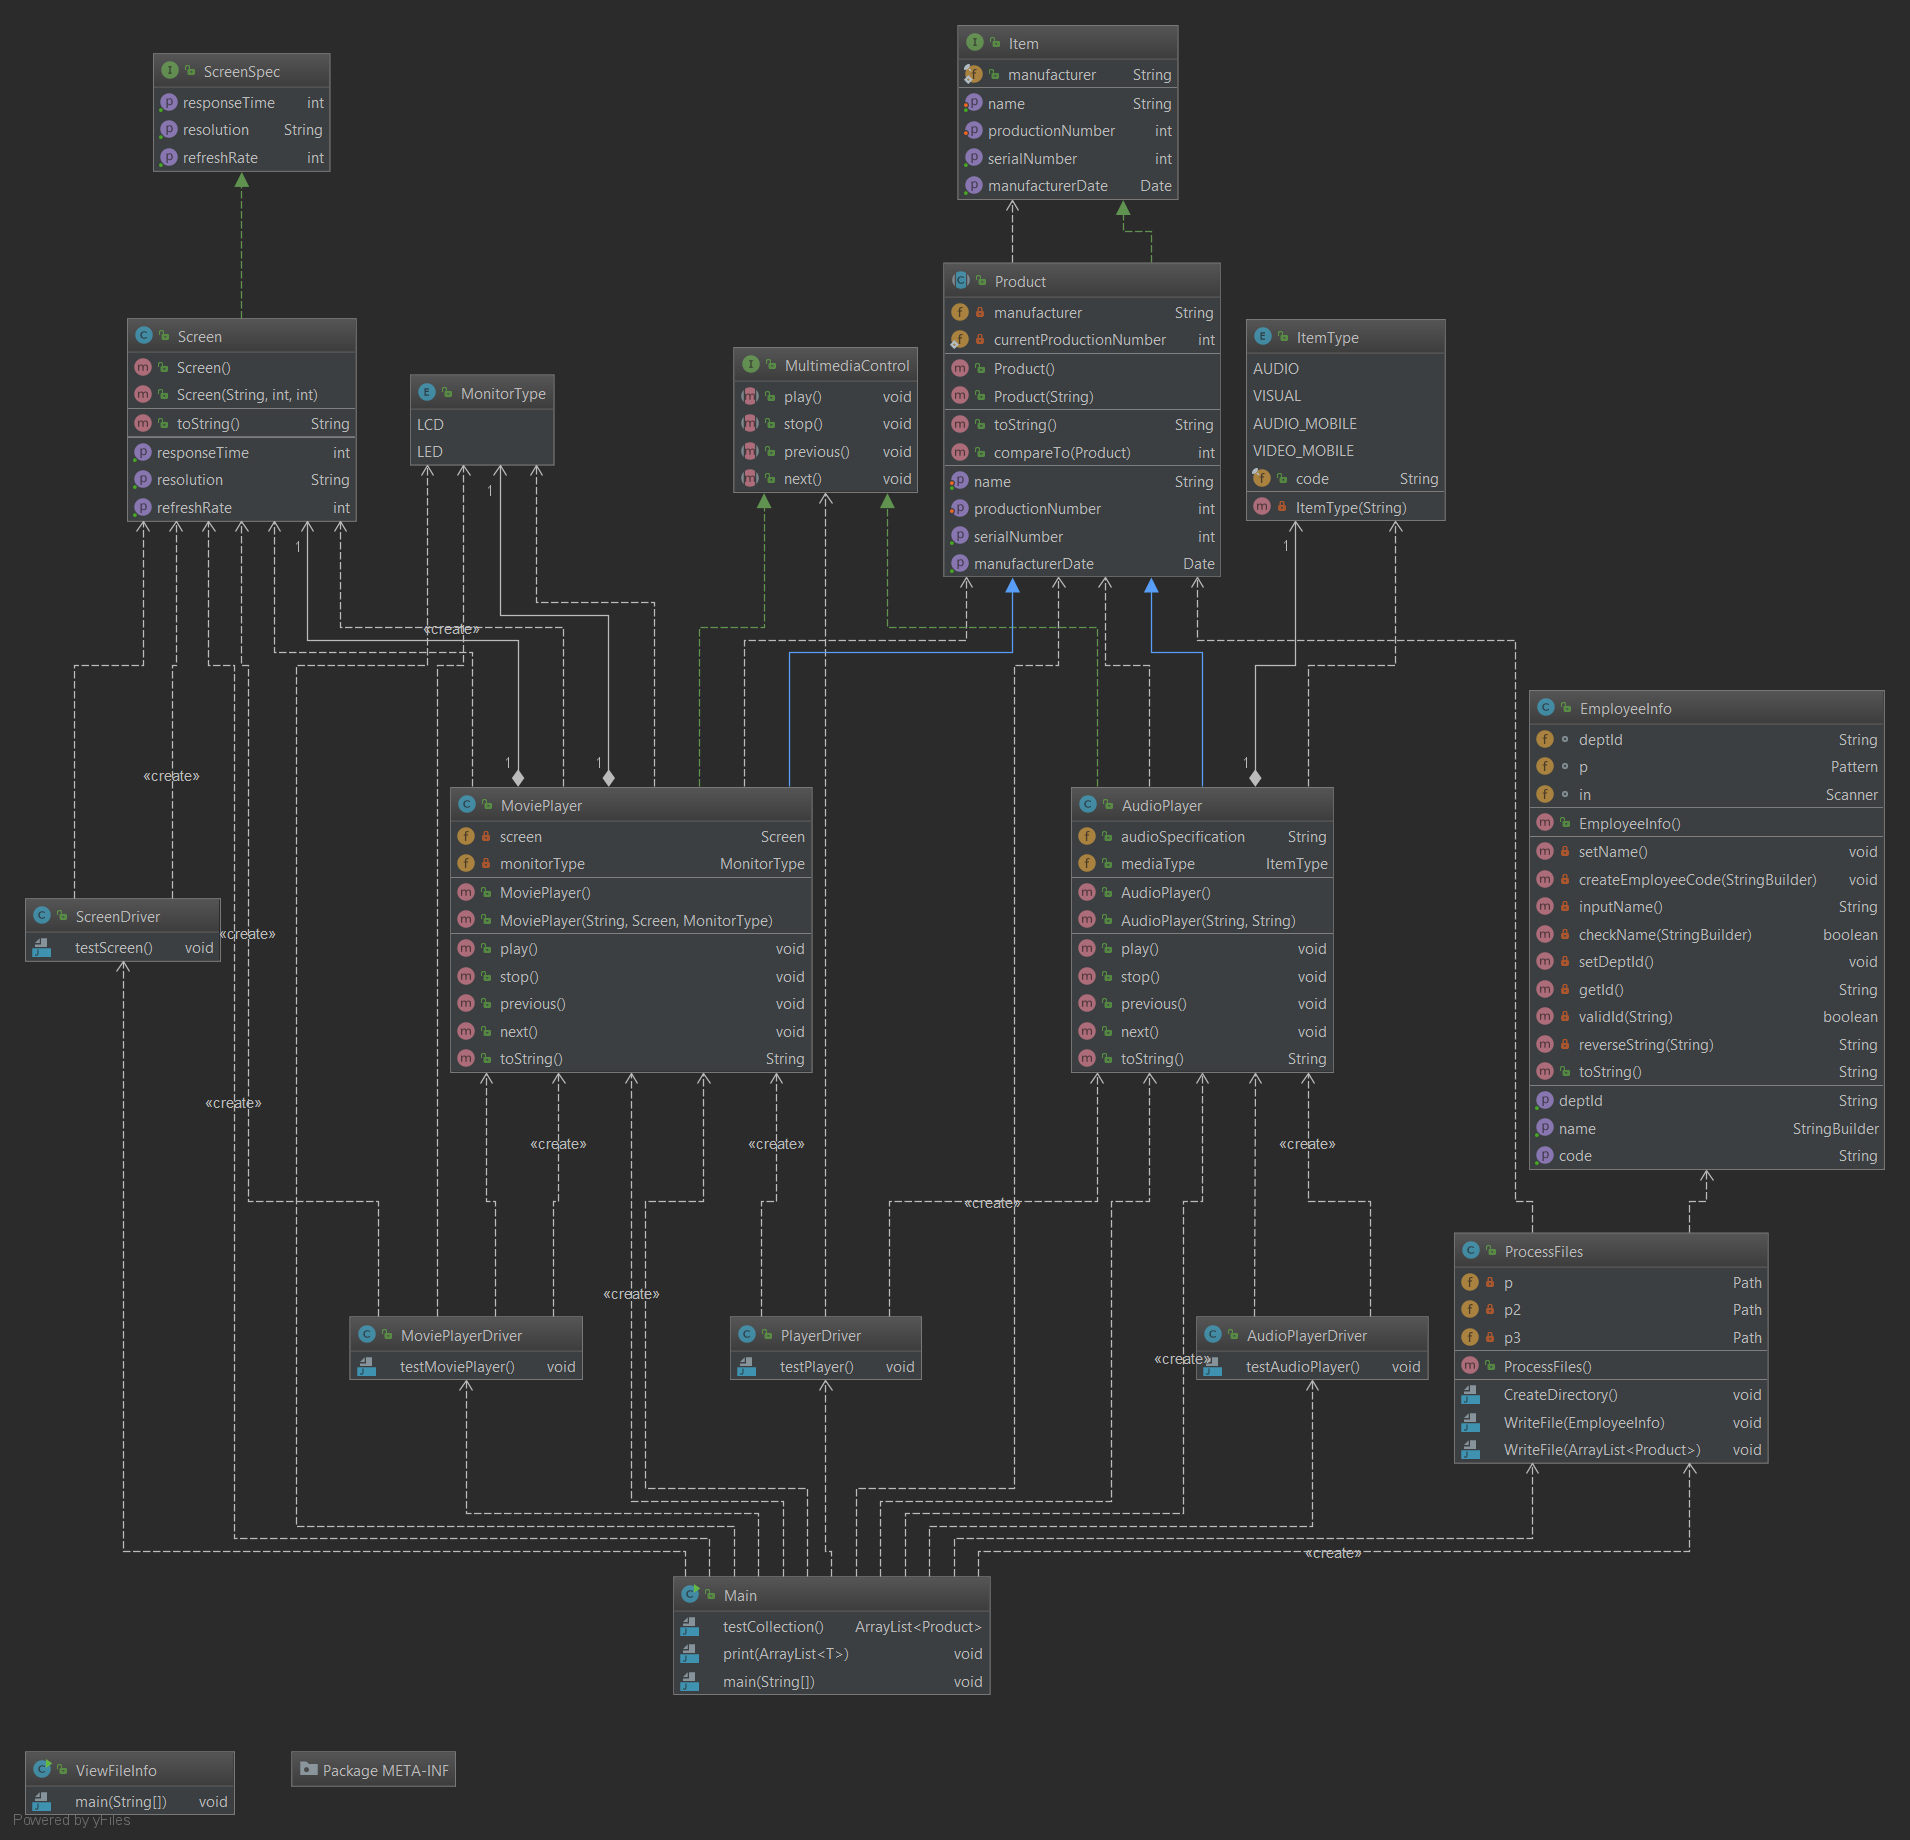 Item
manufacturer String
name String
productionNumber int
serialNumber int
manufacturerDate Date
ScreenSpec
responseTime int
resolution String
refreshRate int
Product
manufacturer String
currentProductionNumber int
Product()
Product(String)
toString() String
compareTo(Product) int
name String
productionNumber int
serialNumber int
manufacturerDate Date
Screen
Screen()
Screen(String, int, int)
toString() String
responseTime int
resolution String
refreshRate int
MonitorType
LCD
LED
MultimediaControl
play() void
stop() void
previous() void
next() void
ItemType
AUDIO
VISUAL
AUDIO_MOBILE
VIDEO_MOBILE
code String
ItemType(String)
1
1
1
«create»
1
1
1
«create»
EmployeeInfo
deptId String
p Pattern
in Scanner
EmployeeInfo()
setName() void
createEmployeeCode(StringBuilder) void
inputName() String
checkName(StringBuilder) boolean
setDeptId() void
getId() String
validId(String) boolean
reverseString(String) String
toString() String
deptId String
name StringBuilder
code String
MoviePlayer
screen Screen
monitorType MonitorType
MoviePlayer()
MoviePlayer(String, Screen, MonitorType)
play() void
stop() void
previous() void
next() void
toString() String
AudioPlayer
audioSpecification String
mediaType ItemType
AudioPlayer()
AudioPlayer(String, String)
play() void
stop() void
previous() void
next() void
toString() String
ScreenDriver
testScreen() void
«create»
«create»
«create»
«create»
«create»
«create»
«create»
«create»
ProcessFiles
p Path
p2 Path
p3 Path
ProcessFiles()
CreateDirectory() void
WriteFile(EmployeeInfo) void
WriteFile(ArrayList<Product>) void
MoviePlayerDriver
testMoviePlayer() void
PlayerDriver
testPlayer() void
AudioPlayerDriver
testAudioPlayer() void
«create»
Main
testCollection() ArrayList<Product>
print(ArrayList<T>) void
main(String[]) void
ViewFileInfo
main(String[]) void
Package META-INF
Powered by yFiles